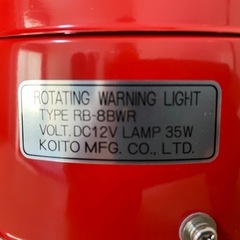 ROTATING WARNING LIGHT
TYPE RB-8BWR
VOLT.DC12V LAMP 35W
KOITO MFG. CO., LTD.